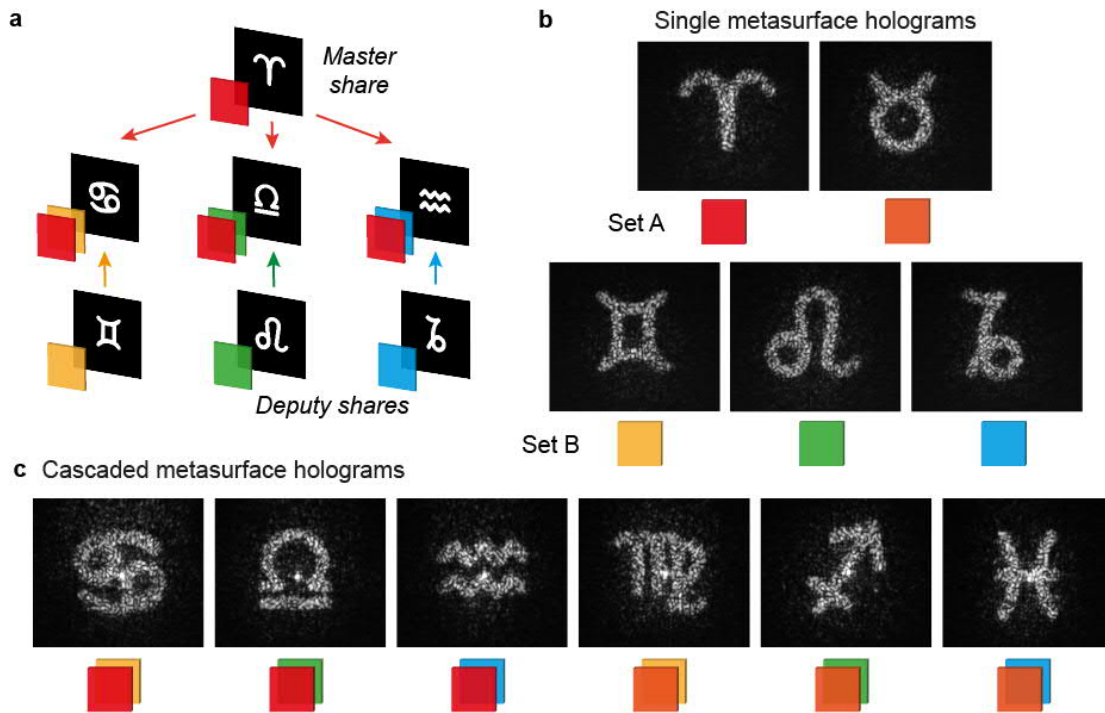 a
Master
share
Deputy shares
b
Single metasurface holograms
Set A
Set B
c Cascaded metasurface holograms